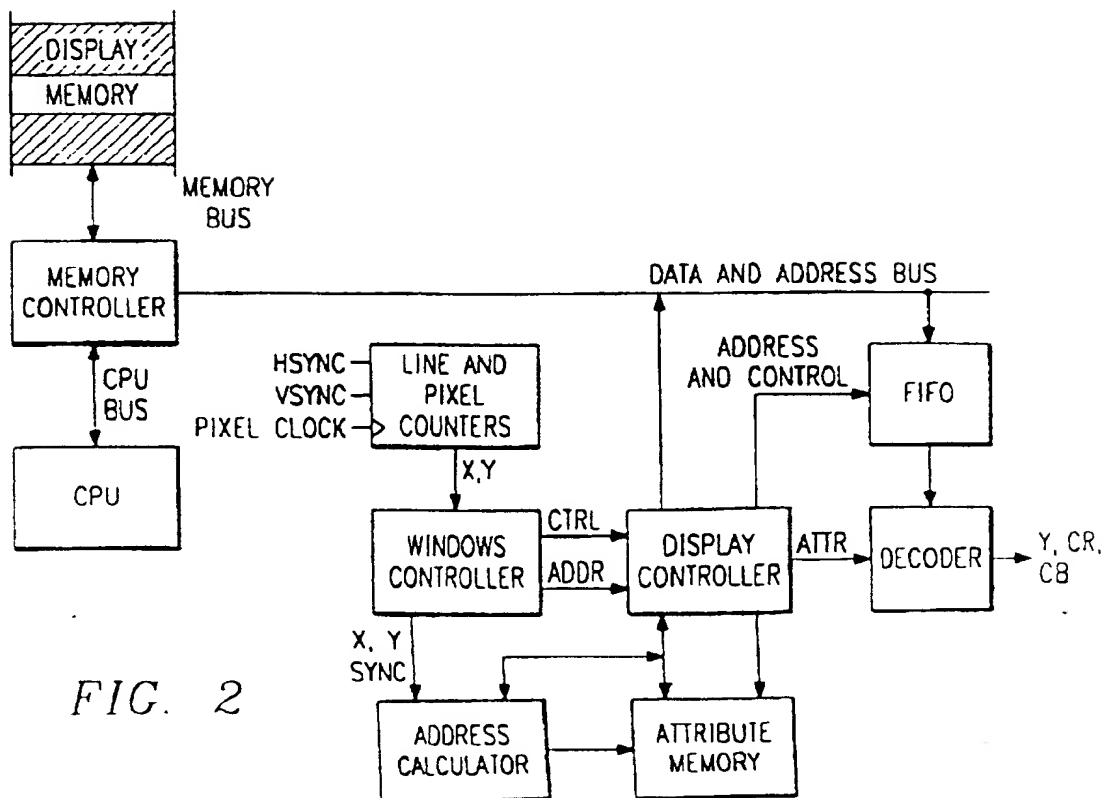 DISPLAY
MEMORY
MEMORY
BUS
MEMORY
CONTROLLER
DATA AND ADDRESS BUS
CPU
BUS
CPU
HSYNC
VSYNC
PIXEL CLOCK
LINE AND
PIXEL
COUNTERS
ADDRESS
AND CONTROL
FIFO
X,Y
WINDOWS
CONTROLLER
CTRL
ADDR
DISPLAY
CONTROLLER
ATTR
DECODER
Y, CR,
CB
X, Y
SYNC
ADDRESS
CALCULATOR
ATTRIBUTE
MEMORY
FIG. 2